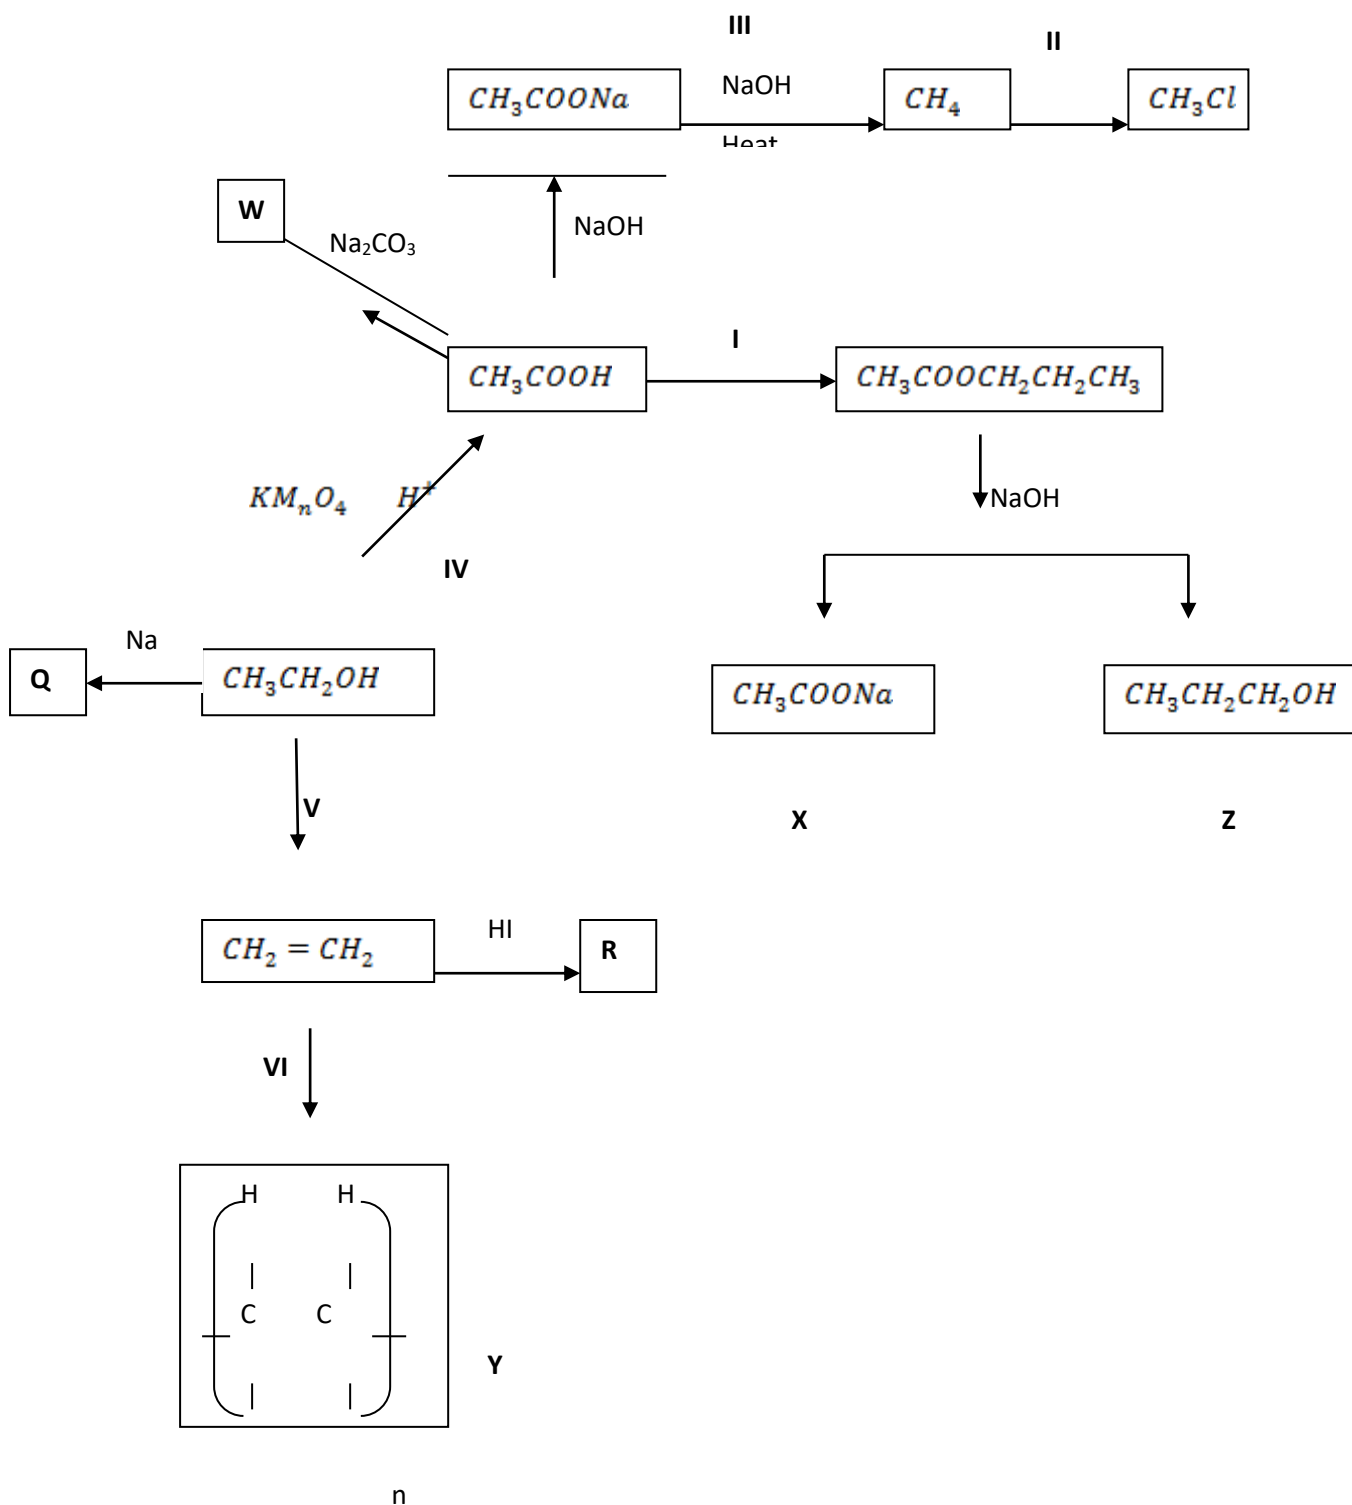 III
II
CH₃COONa
NaOH
CH₄
CH₃Cl
Heat
W
Na₂CO₃
NaOH
I
CH₃COOH
CH₃COOCH₂CH₂CH₃
KMₙO₄ H⁺
NaOH
IV
Na
Q
CH₃CH₂OH
CH₃COONa
CH₃CH₂CH₂OH
V
X
Z
HI
CH₂ = CH₂
R
VI
H H
C C
Y
n